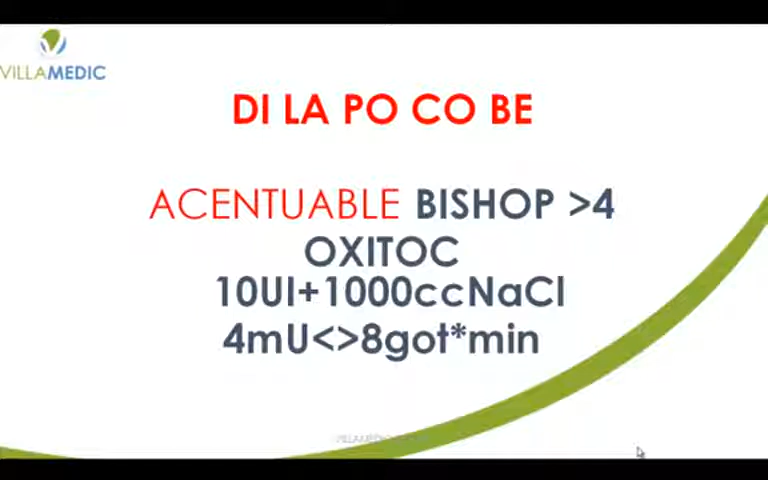 VILLAMEDIC
DI LA PO CO BE
ACENTUABLE BISHOP >4
OXITOC
10UI+1000ccNaCl
4mU<>8got*min